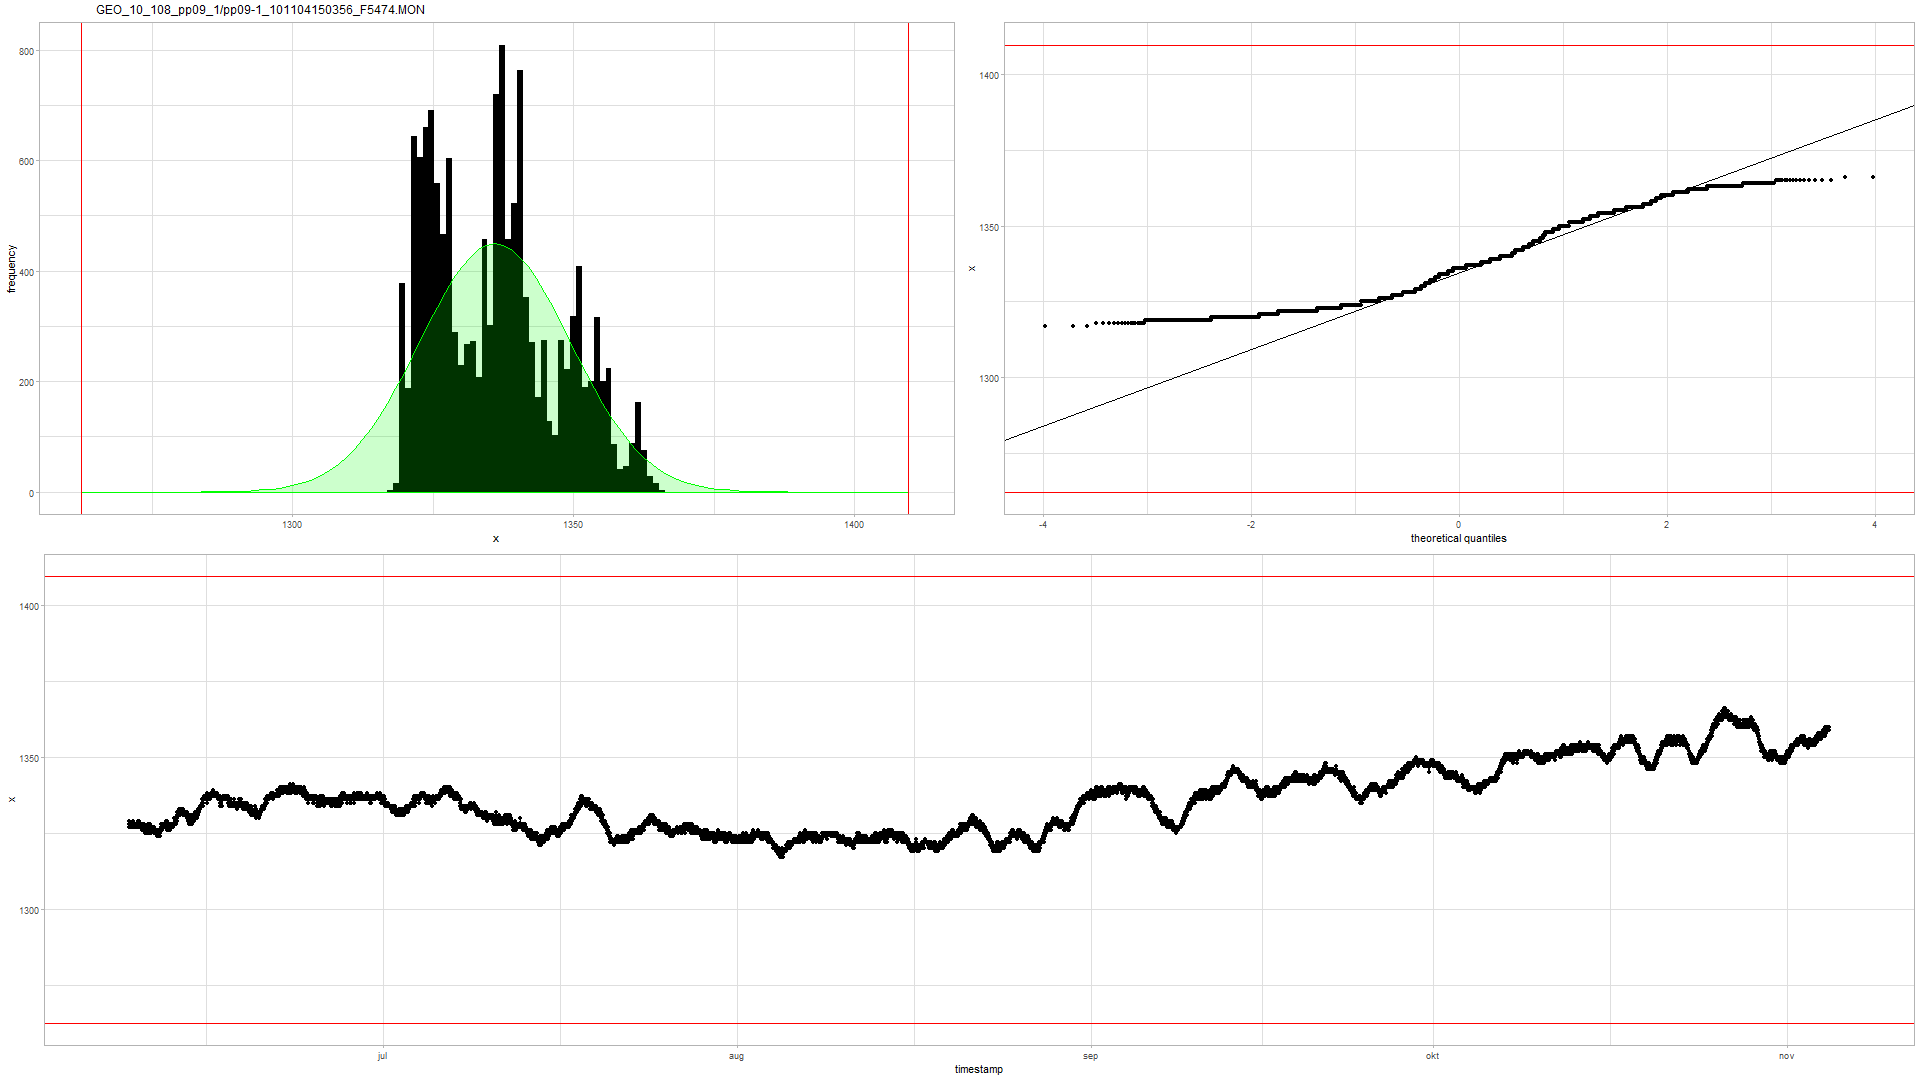 GEO_10_108_pp09_1/pp09-1_101104150356_F5474.MON
800
600
400
200
0
frequency
1300
1350
1400
x
1400
1350
1300
x
-4
-2
0
2
4
theoretical quantiles
1400
1350
1300
x
jul
aug
sep
okt
nov
timestamp